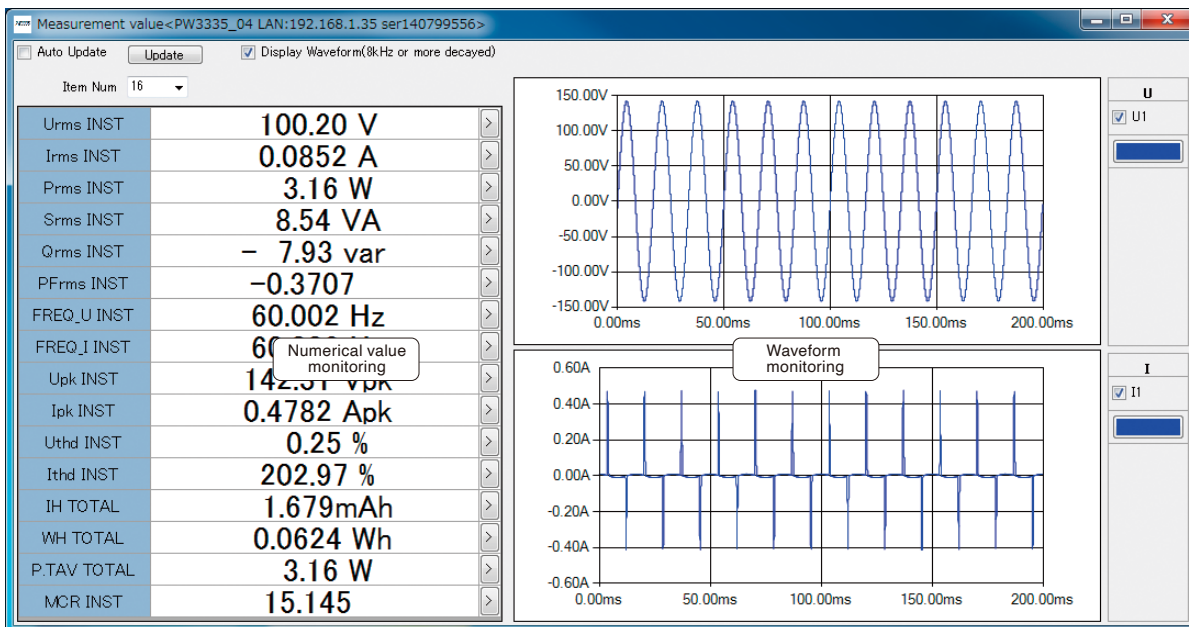 Measurement value<PW3335_04 LAN:192.168.1.35 ser140799556>
Auto Update Update Display Waveform(8kHz or more decayed)
Item Num 16
Urms INST 100.20 V >
Irms INST 0.0852 A >
Prms INST 3.16 W >
Srms INST 8.54 VA >
Qrms INST - 7.93 var >
PFrms INST -0.3707 >
FREQ_U INST 60.002 Hz >
FREQ_I INST >
Numerical value
monitoring
Upk INST Vpk >
Ipk INST 0.4782 Apk >
Uthd INST 0.25 % >
Ithd INST 202.97 % >
IH TOTAL 1.679mAh >
WH TOTAL 0.0624 Wh >
P.TAV TOTAL 3.16 W >
MCR INST 15.145 >
150.00V
100.00V
50.00V
0.00V
-50.00V
-100.00V
-150.00V
0.00ms 50.00ms 100.00ms 150.00ms 200.00ms
U
U1
Waveform
monitoring
0.60A
0.40A
0.20A
0.00A
-0.20A
-0.40A
-0.60A
0.00ms 50.00ms 100.00ms 150.00ms 200.00ms
I
I1